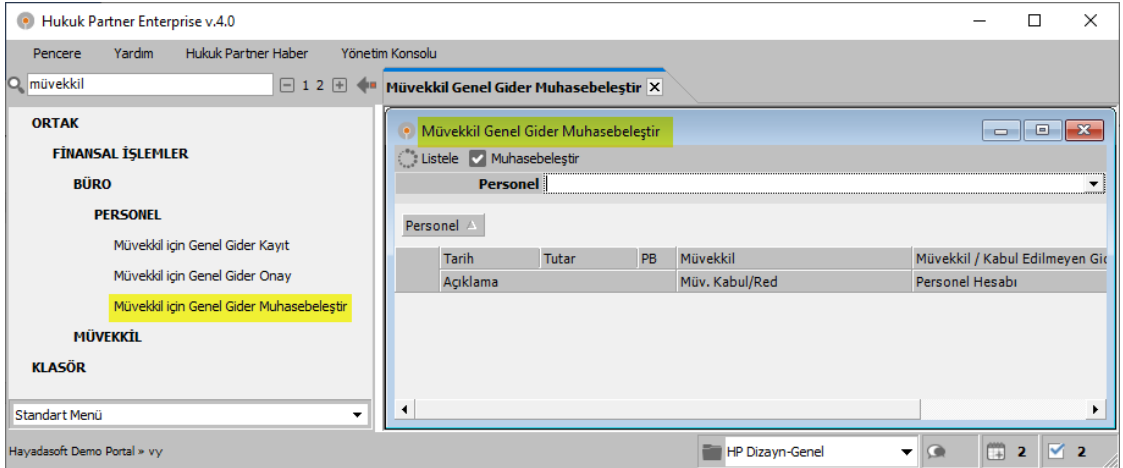 Hukuk Partner Enterprise v.4.0
Pencere Yardım Hukuk Partner Haber Yönetim Konsolu
müvekkil 1 2
Müvekkil Genel Gider Muhasebeleştir
ORTAK
FİNANSAL İŞLEMLER
BÜRO
PERSONEL
Müvekkil için Genel Gider Kayıt
Müvekkil için Genel Gider Onay
Müvekkil için Genel Gider Muhasebeleştir
MÜVEKKİL
KLASÖR
Standart Menü
Müvekkil Genel Gider Muhasebeleştir
Listele Muhasebeleştir
Personel
Personel
Tarih Tutar PB Müvekkil Müvekkil / Kabul Edilmeyen Gid
Açıklama Müv. Kabul/Red Personel Hesabı
Hayadasoft Demo Portal » vy
HP Dizayn-Genel 2 2